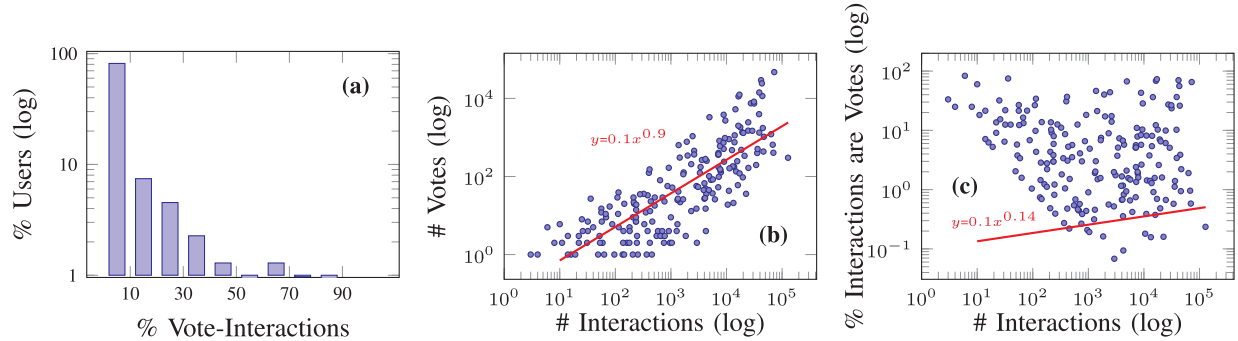 % Users (log)
100
10
1
(a)
10 30 50 70 90
% Vote-Interactions
# Votes (log)
10^4
10^2
10^0
y=0.1x^0.9
(b)
10^0 10^1 10^2 10^3 10^4 10^5
# Interactions (log)
% Interactions are Votes (log)
10^2
10^1
10^0
10^−1
(c)
y=0.1x^0.14
10^0 10^1 10^2 10^3 10^4 10^5
# Interactions (log)